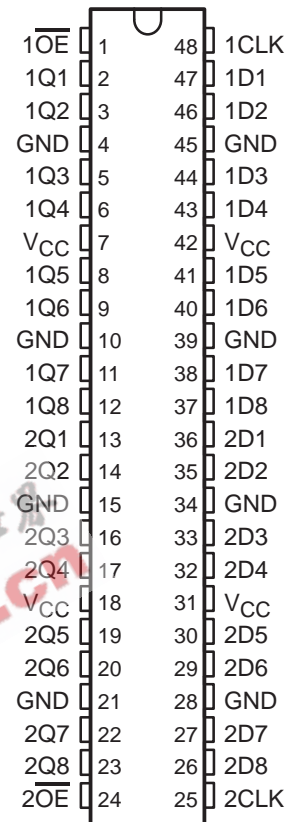 1OE 1 48 1CLK
1Q1 2 47 1D1
1Q2 3 46 1D2
GND 4 45 GND
1Q3 5 44 1D3
1Q4 6 43 1D4
VCC 7 42 VCC
1Q5 8 41 1D5
1Q6 9 40 1D6
GND 10 39 GND
1Q7 11 38 1D7
1Q8 12 37 1D8
2Q1 13 36 2D1
2Q2 14 35 2D2
GND 15 34 GND
2Q3 16 33 2D3
2Q4 17 32 2D4
VCC 18 31 VCC
2Q5 19 30 2D5
2Q6 20 29 2D6
GND 21 28 GND
2Q7 22 27 2D7
2Q8 23 26 2D8
2OE 24 25 2CLK